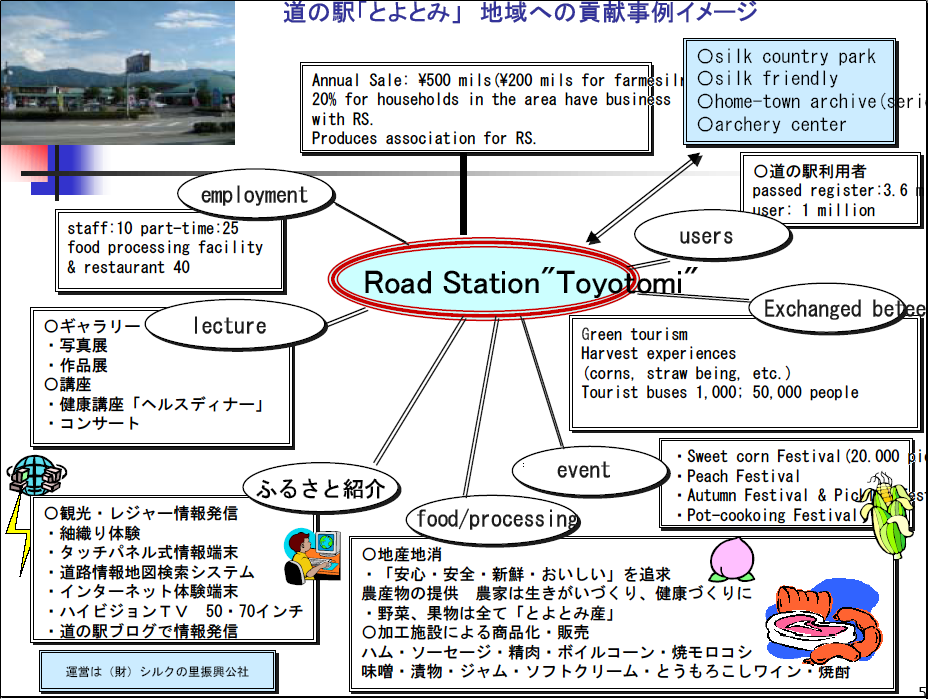 道の駅「とよとみ」 地域への貢献事例イメージ
Annual Sale: ¥500 mils(¥200 mils for farmesil
20% for households in the area have business
with RS.
Produces association for RS.
○silk country park
○silk friendly
○home-town archive(seri
○archery center
○道の駅利用者
passed register:3.6 m
user: 1 million
employment
staff:10 part-time:25
food processing facility
& restaurant 40
users
Road Station"Toyotomi"
lecture
Exchanged betee
○ギャラリー
・写真展
・作品展
○講座
・健康講座「ヘルスディナー」
・コンサート
Green tourism
Harvest experiences
(corns, straw being, etc.)
Tourist buses 1,000; 50,000 people
event
・Sweet corn Festival(20.000 pi
・Peach Festival
・Autumn Festival &
・Pot-cookoing Festival
ふるさと紹介
○観光・レジャー情報発信
・紬織り体験
・タッチパネル式情報端末
・道路情報地図検索システム
・インターネット体験端末
・ハイビジョンTV 50・70インチ
・道の駅ブログで情報発信
food/processing
○地産地消
・「安心・安全・新鮮・おいしい」を追求
農産物の提供 農家は生きがいづくり、健康づくりに
・野菜、果物は全て「とよとみ産」
○加工施設による商品化・販売
ハム・ソーセージ・精肉・ボイルコーン・焼モロコシ
味噌・漬物・ジャム・ソフトクリーム・とうもろこしワイン・焼酎
運営は(財)シルクの里振興公社
5